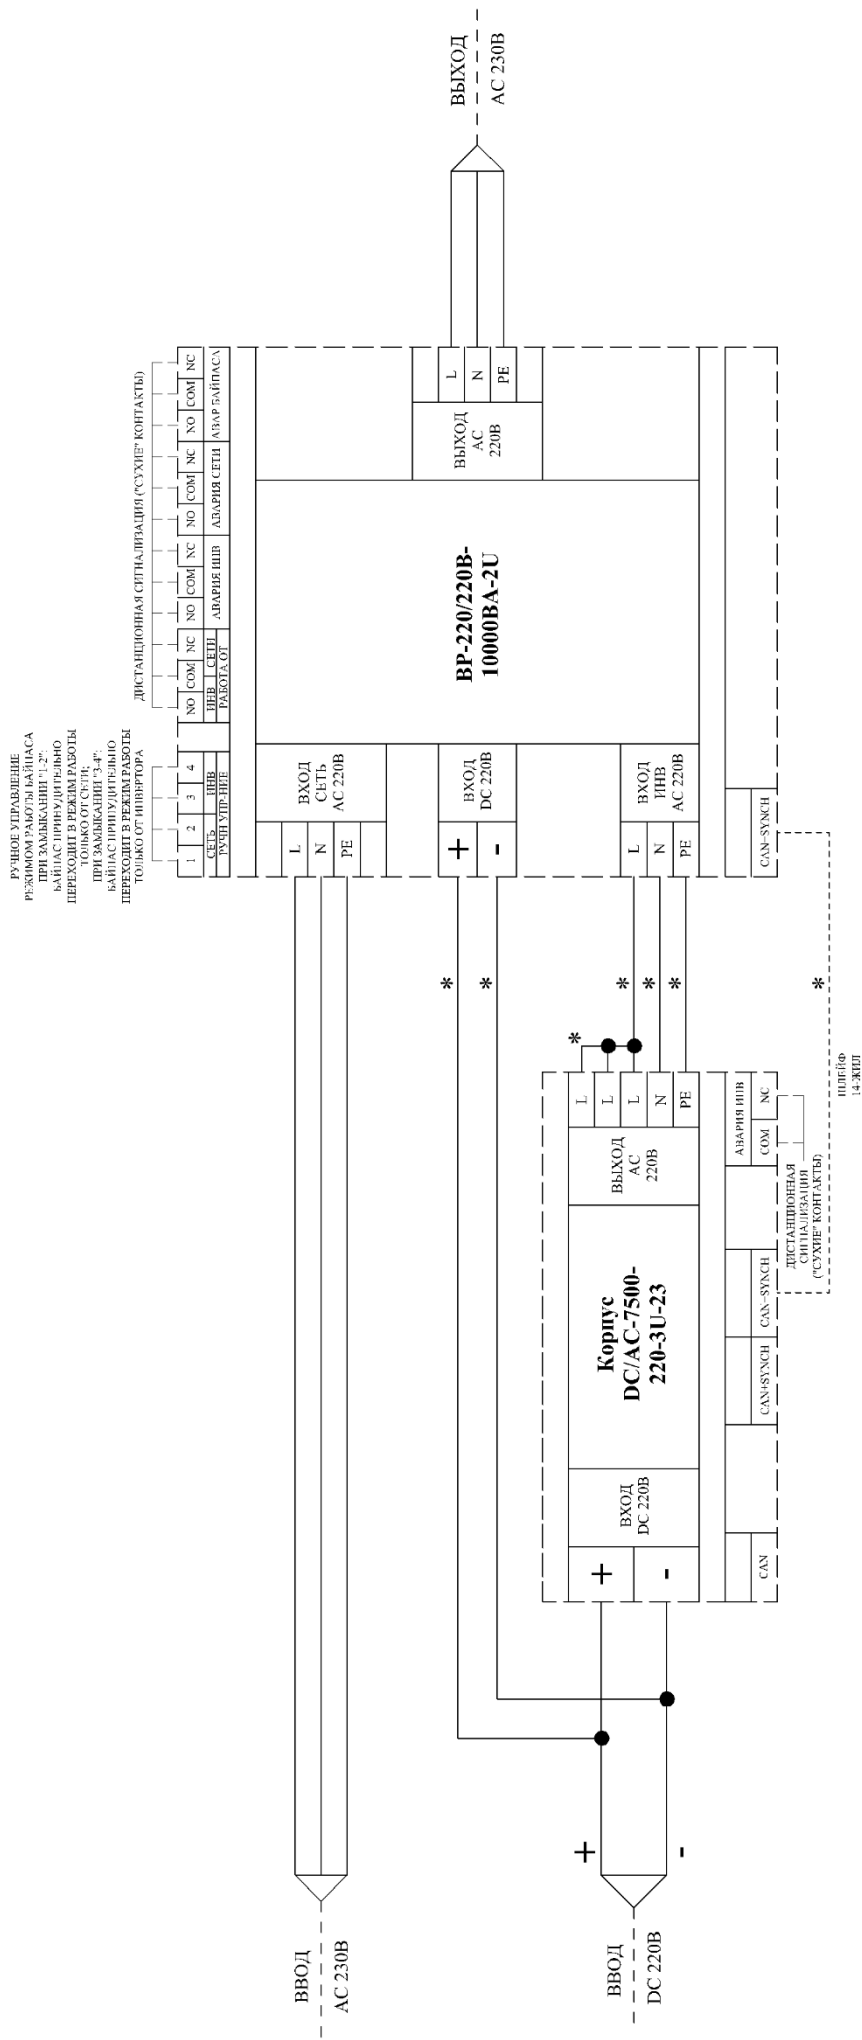 РУЧНОЕ УПРАВЛЕНИЕ
РЕЖИМОМ РАБОТЫ БАЙПАСА
ПРИ ЗАМЫКАНИИ "1-2":
БАЙПАС ПРИНУДИТЕЛЬНО
ПЕРЕХОДИТ В РЕЖИМ РАБОТЫ
ТОЛЬКО ОТ СЕТИ;
ПРИ ЗАМЫКАНИИ "3-4":
БАЙПАС ПРИНУДИТЕЛЬНО
ПЕРЕХОДИТ В РЕЖИМ РАБОТЫ
ТОЛЬКО ОТ ИНВЕРТОРА
ДИСТАНЦИОННАЯ СИГНАЛИЗАЦИЯ ("СУХИЕ" КОНТАКТЫ)
1 2 3 4
СЕТЬ ИНВ
РУЧН УПР-НИЕ
NO COM NC NO COM NC NO COM NC NO COM NC
ИНВ СЕТИ
РАБОТА ОТ
АВАРИЯ ИНВ
АВАРИЯ СЕТИ
АВАР БАЙПАСА
ВВОД
AC 230В
L
N
PE
ВХОД
СЕТЬ
AC 220В
+
-
ВХОД
DC 220В
L
N
PE
ВХОД
ИНВ
AC 220В
BP-220/220В-
10000ВА-2U
ВЫХОД
AC
220В
L
N
PE
ВЫХОД
AC 230В
CAN-SYNCH
*
*
*
*
*
*
*
ВВОД
DC 220В
+
-
+
-
ВХОД
DC 220В
Корпус
DC/AC-7500-
220-3U-23
ВЫХОД
AC
220В
L
L
L
N
PE
CAN
CAN+SYNCH
CAN-SYNCH
АВАРИЯ ИНВ
COM NC
ДИСТАНЦИОННАЯ
СИГНАЛИЗАЦИЯ
("СУХИЕ" КОНТАКТЫ)
ШЛЕЙФ
14-ЖИЛ